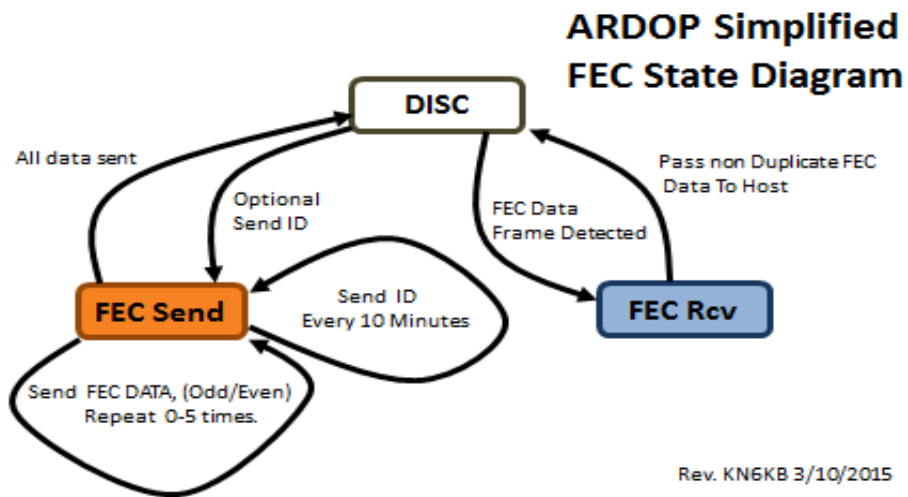 ARDOP Simplified
FEC State Diagram
DISC
All data sent
Optional
Send ID
FEC Data
Frame Detected
Pass non Duplicate FEC
Data To Host
FEC Send
Send ID
Every 10 Minutes
FEC Rcv
Send FEC DATA, (Odd/Even)
Repeat 0-5 times.
Rev. KN6KB 3/10/2015